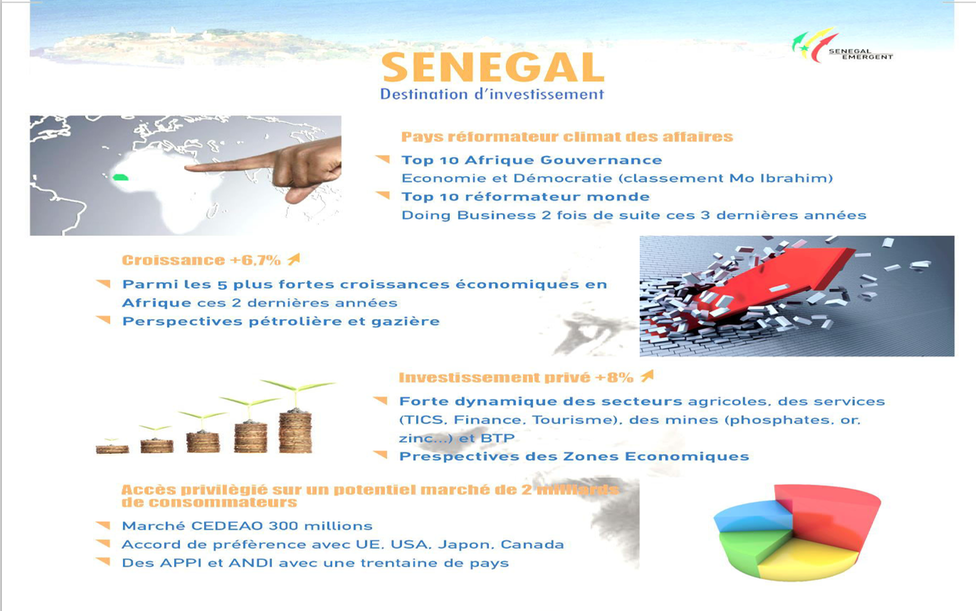 SENEGAL
Destination d'investissement
SENEGAL
EMERGENT
Pays réformateur climat des affaires
Top 10 Afrique Gouvernance
Economie et Démocratie (classement Mo Ibrahim)
Top 10 réformateur monde
Doing Business 2 fois de suite ces 3 dernières années
Croissance +6,7%
Parmi les 5 plus fortes croissances économiques en
Afrique ces 2 dernières années
Perspectives pétrolière et gazière
Investissement privé +8%
Forte dynamique des secteurs agricoles, des services
(TICS, Finance, Tourisme), des mines (phosphates, or,
zinc...) et BTP
Prespectives des Zones Economiques
Accès privilègié sur un potentiel marché de 2 milliards
de consommateurs
Marché CEDEAO 300 millions
Accord de préfèrence avec UE, USA, Japon, Canada
Des APPI et ANDI avec une trentaine de pays